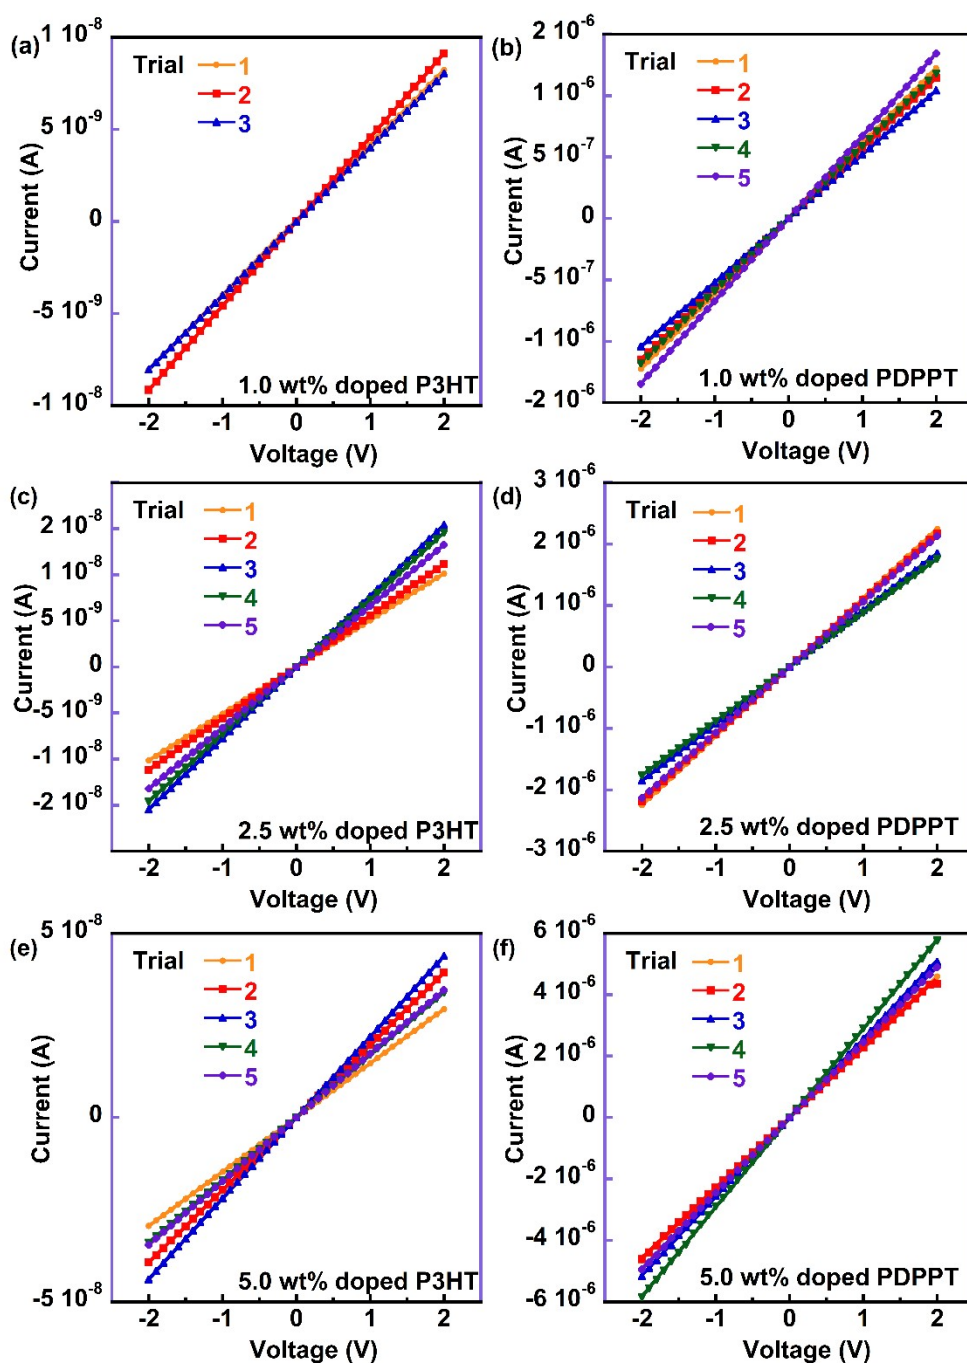 (a)
1 10-8
5 10-9
0
-5 10-9
-1 10-8
Current (A)
Trial
1
2
3
1.0 wt% doped P3HT
-2 -1 0 1 2
Voltage (V)
(b)
2 10-6
1 10-6
5 10-7
0
-5 10-7
-1 10-6
-2 10-6
Current (A)
Trial
1
2
3
4
5
1.0 wt% doped PDPPT
-2 -1 0 1 2
Voltage (V)
(c)
2 10-8
1 10-8
5 10-9
0
-5 10-9
-1 10-8
-2 10-8
Current (A)
Trial
1
2
3
4
5
2.5 wt% doped P3HT
-2 -1 0 1 2
Voltage (V)
(d)
3 10-6
2 10-6
1 10-6
0
-1 10-6
-2 10-6
-3 10-6
Current (A)
Trial
1
2
3
4
5
2.5 wt% doped PDPPT
-2 -1 0 1 2
Voltage (V)
(e)
5 10-8
0
-5 10-8
Current (A)
Trial
1
2
3
4
5
5.0 wt% doped P3HT
-2 -1 0 1 2
Voltage (V)
(f)
6 10-6
4 10-6
2 10-6
0
-2 10-6
-4 10-6
-6 10-6
Current (A)
Trial
1
2
3
4
5
5.0 wt% doped PDPPT
-2 -1 0 1 2
Voltage (V)